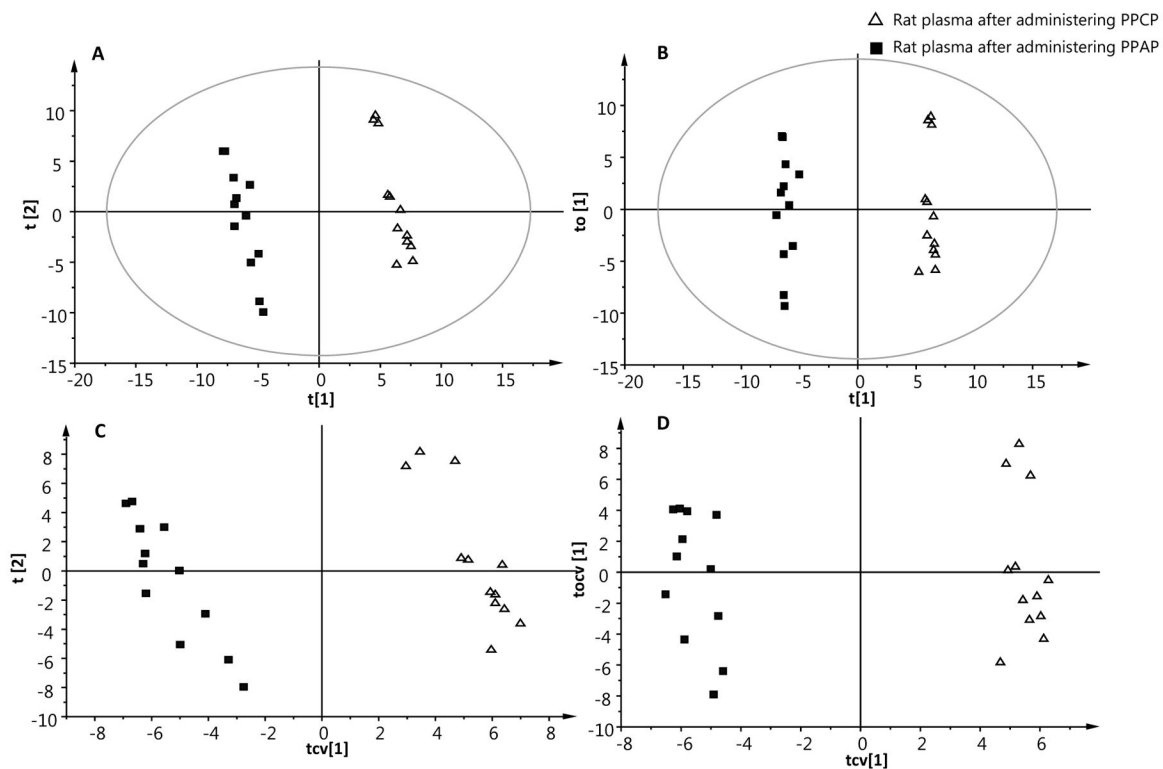 Rat plasma after administering PPCP
Rat plasma after administering PPAP
A
t [2]
10
5
0
-5
-10
-15
-20 -15 -10 -5 0 5 10 15
t[1]
B
to [1]
10
5
0
-5
-10
-15
-20 -15 -10 -5 0 5 10 15
t[1]
C
t [2]
8
6
4
2
0
-2
-4
-6
-8
-10
-8 -6 -4 -2 0 2 4 6 8
tcv[1]
D
tocv [1]
8
6
4
2
0
-2
-4
-6
-8
-10
-8 -6 -4 -2 0 2 4 6
tcv[1]